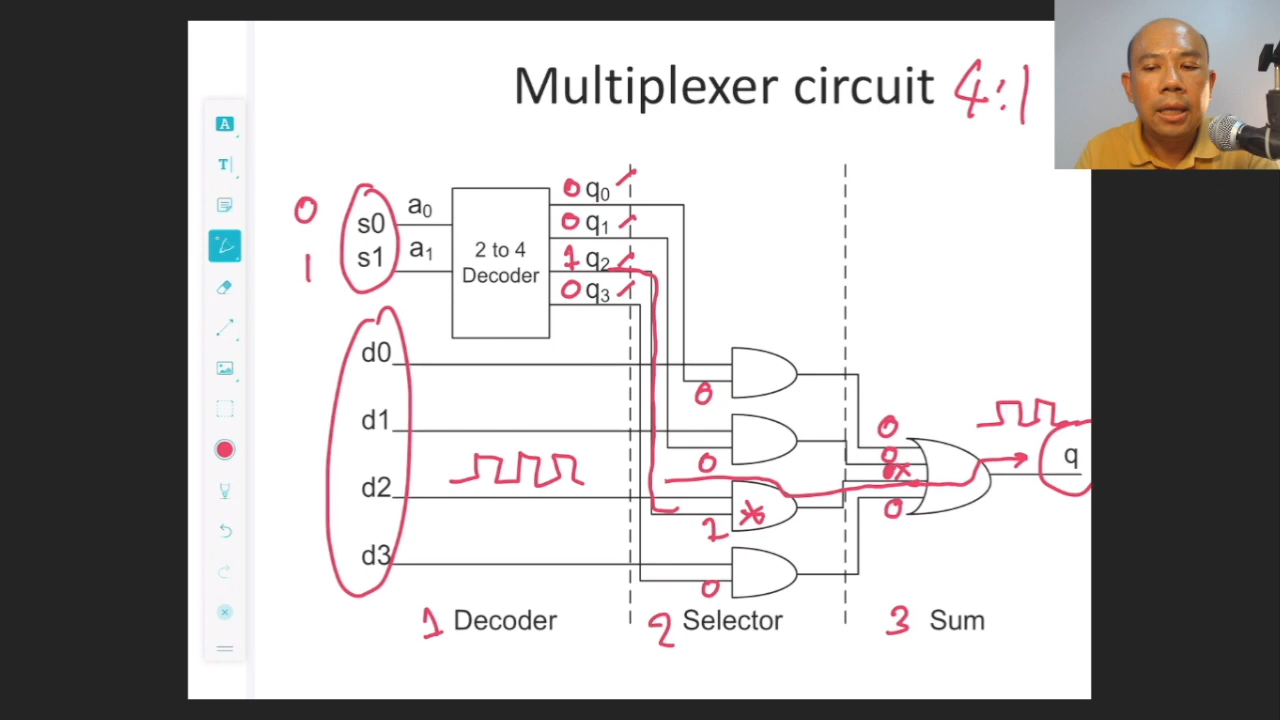 Multiplexer circuit 4:1
0 s0 a0 0 q0
0 q1
1 s1 a1 2 to 4 Decoder 1 q2
0 q3
d0
0
d1
0
d2
1
d3
0
0
0
x
0
q
1 Decoder
2 Selector
3 Sum
A
T